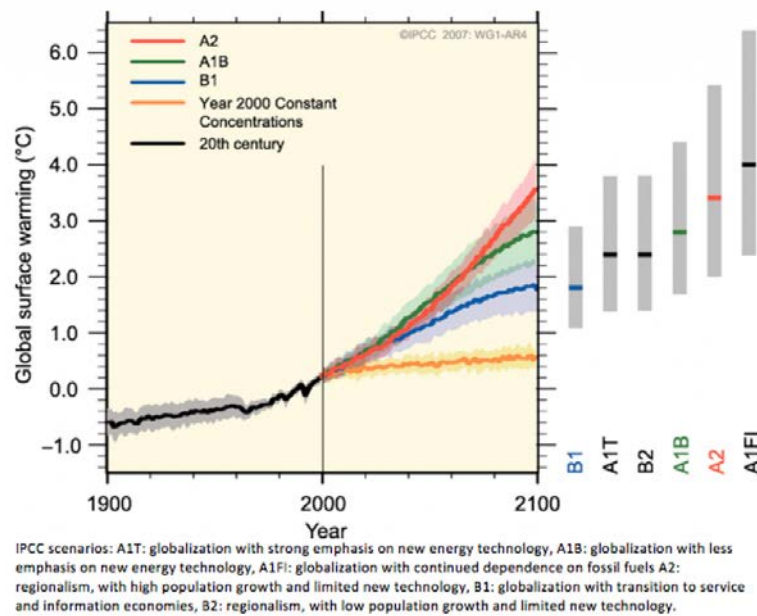 ©IPCC 2007: WG1-AR4
A2
A1B
B1
Year 2000 Constant
Concentrations
20th century
Global surface warming (°C)
6.0
5.0
4.0
3.0
2.0
1.0
0.0
–1.0
1900
2000
2100
Year
B1
A1T
B2
A1B
A2
A1FI
IPCC scenarios: A1T: globalization with strong emphasis on new energy technology, A1B: globalization with less
emphasis on new energy technology, A1FI: globalization with continued dependence on fossil fuels A2:
regionalism, with high population growth and limited new technology, B1: globalization with transition to service
and information economies, B2: regionalism, with low population growth and limited new technology.